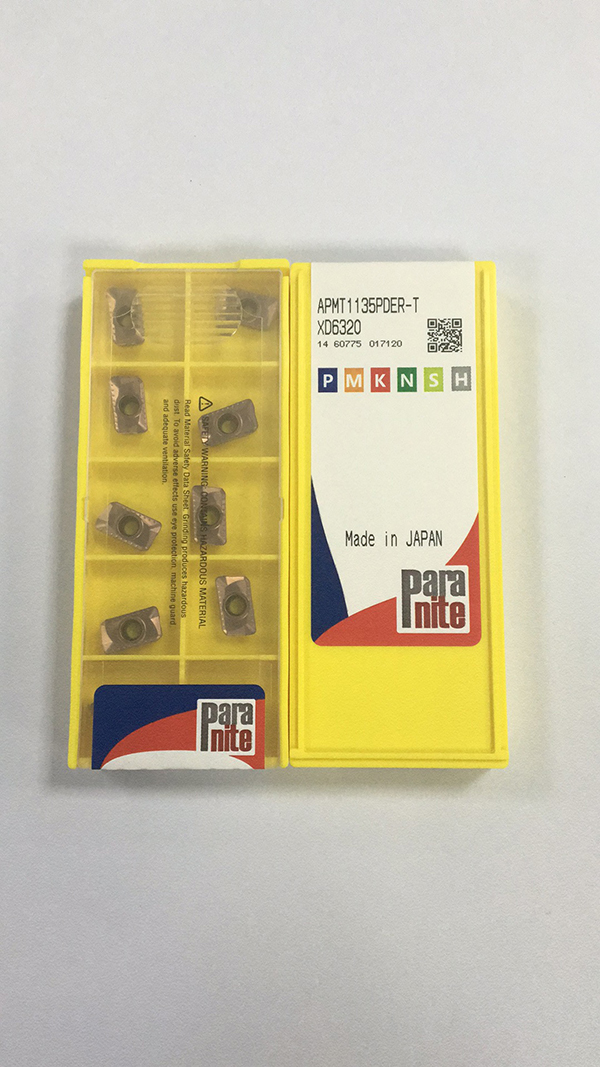 ⚠ SAFETY WARNING: CONTAINS HAZARDOUS MATERIAL
Read Material Safety Data Sheet. Grinding produces hazardous
dust. To avoid adverse effects use eye protection, machine guard,
and adequate ventilation.
Para
nite
APMT1135PDER-T
XD6320
14 60775 017120
P M K N S H
Made in JAPAN
Para
nite